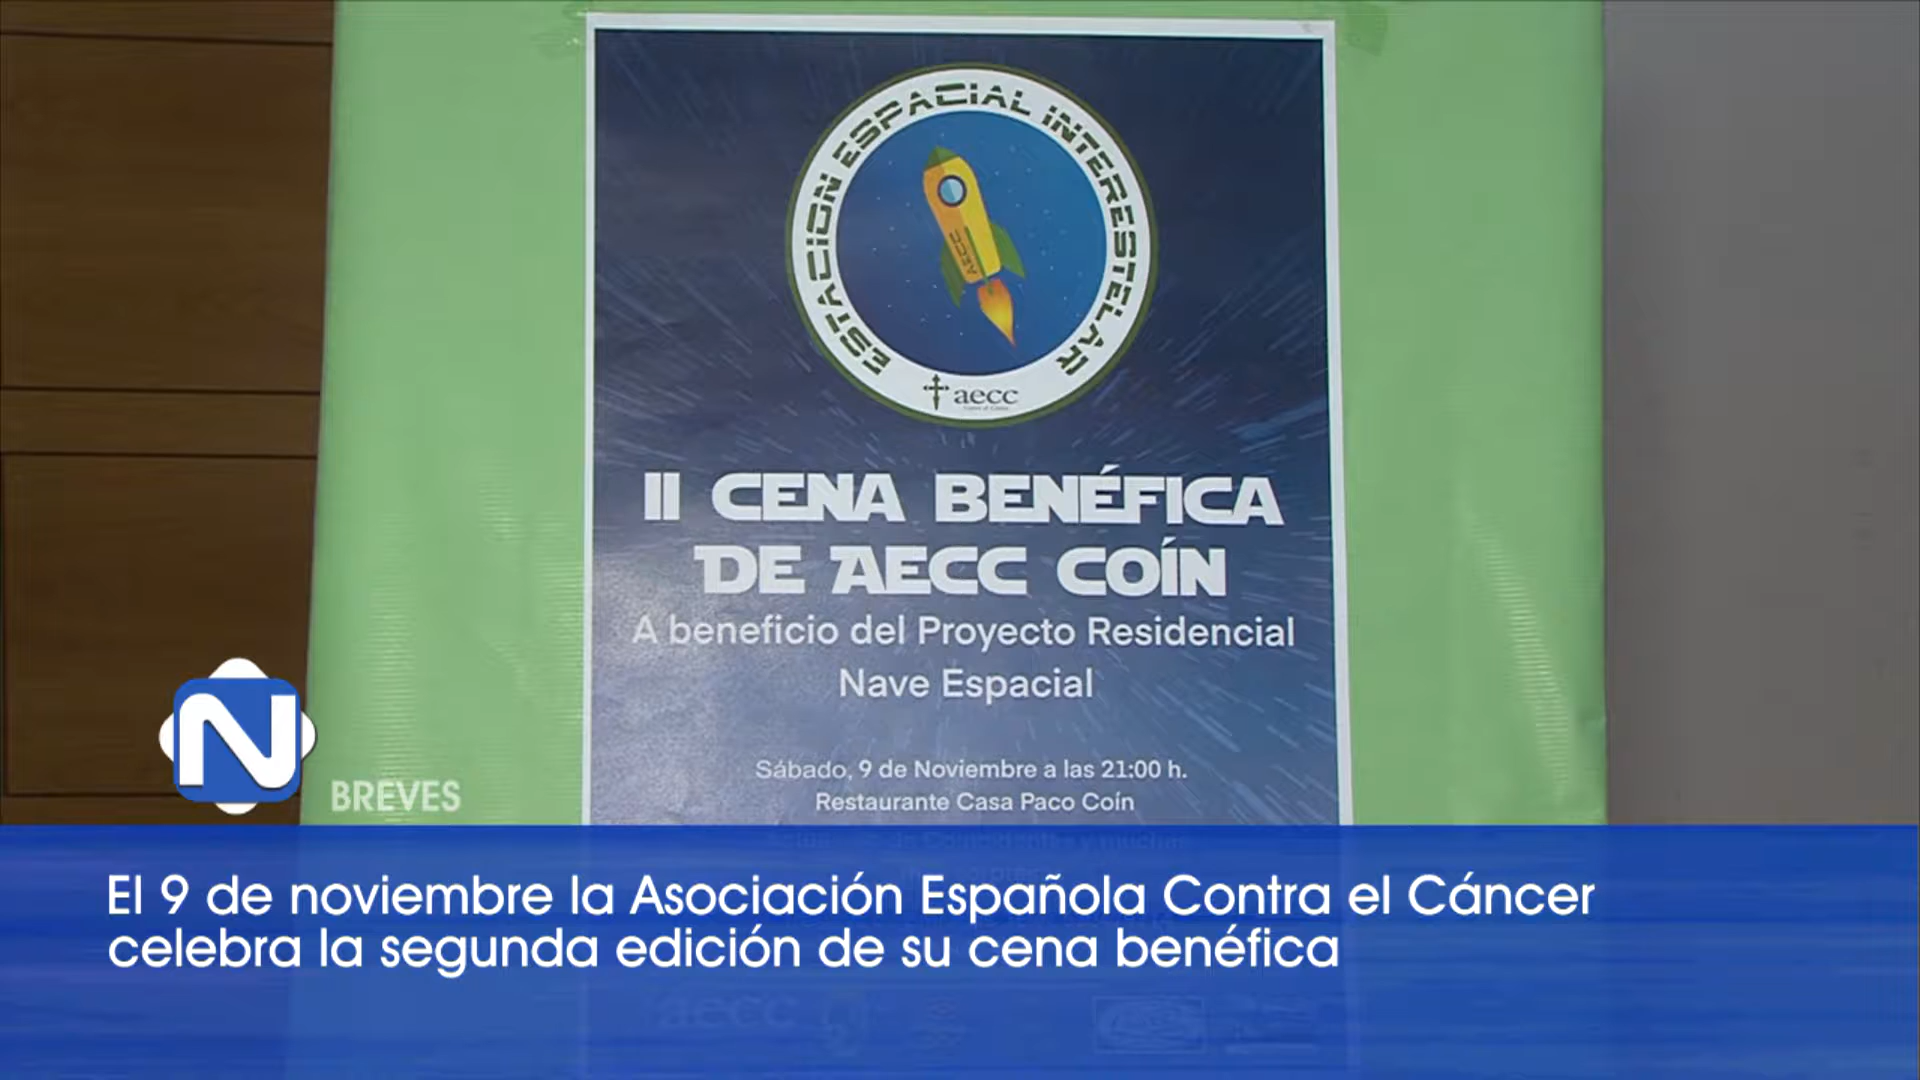 ESTACIÓN ESPACIAL INTERESTELAR
AECC
aecc
II CENA BENÉFICA
DE AECC COÍN
A beneficio del Proyecto Residencial
Nave Espacial
Sábado, 9 de Noviembre a las 21:00 h.
Restaurante Casa Paco Coín
N
BREVES
El 9 de noviembre la Asociación Española Contra el Cáncer
celebra la segunda edición de su cena benéfica
aecc